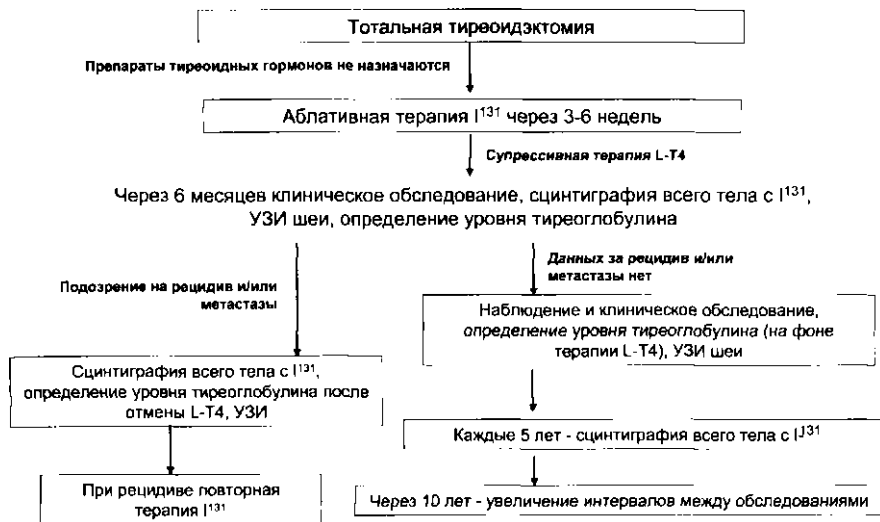 Тотальная тиреоидэктомия
Препараты тиреоидных гормонов не назначаются
Аблативная терапия I¹³¹ через 3-6 недель
Супрессивная терапия L-T4
Через 6 месяцев клиническое обследование, сцинтиграфия всего тела с I¹³¹,
УЗИ шеи, определение уровня тиреоглобулина
Подозрение на рецидив и/или
метастазы
Сцинтиграфия всего тела с I¹³¹,
определение уровня тиреоглобулина после
отмены L-T4, УЗИ
При рецидиве повторная
терапия I¹³¹
Данных за рецидив и/или
метастазы нет
Наблюдение и клиническое обследование,
определение уровня тиреоглобулина (на фоне
терапии L-T4), УЗИ шеи
Каждые 5 лет - сцинтиграфия всего тела с I¹³¹
Через 10 лет - увеличение интервалов между обследованиями